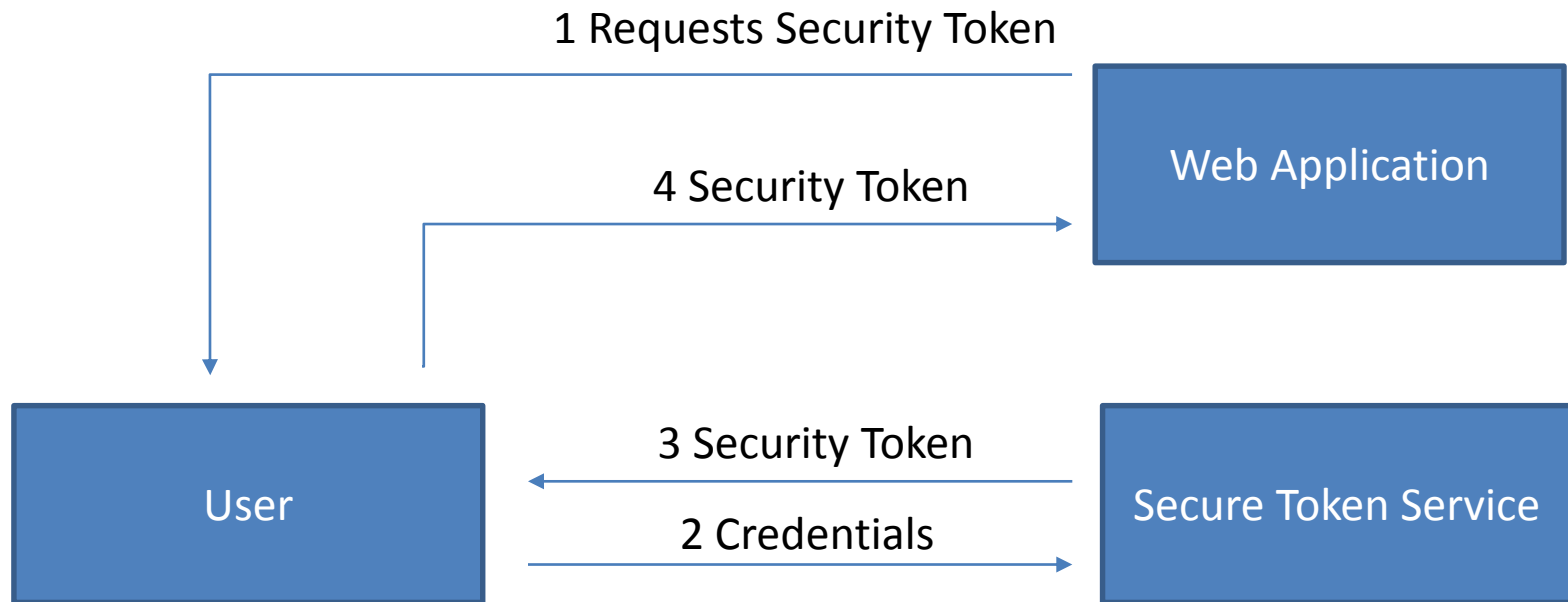 1 Requests Security Token
Web Application
4 Security Token
3 Security Token
User
Secure Token Service
2 Credentials